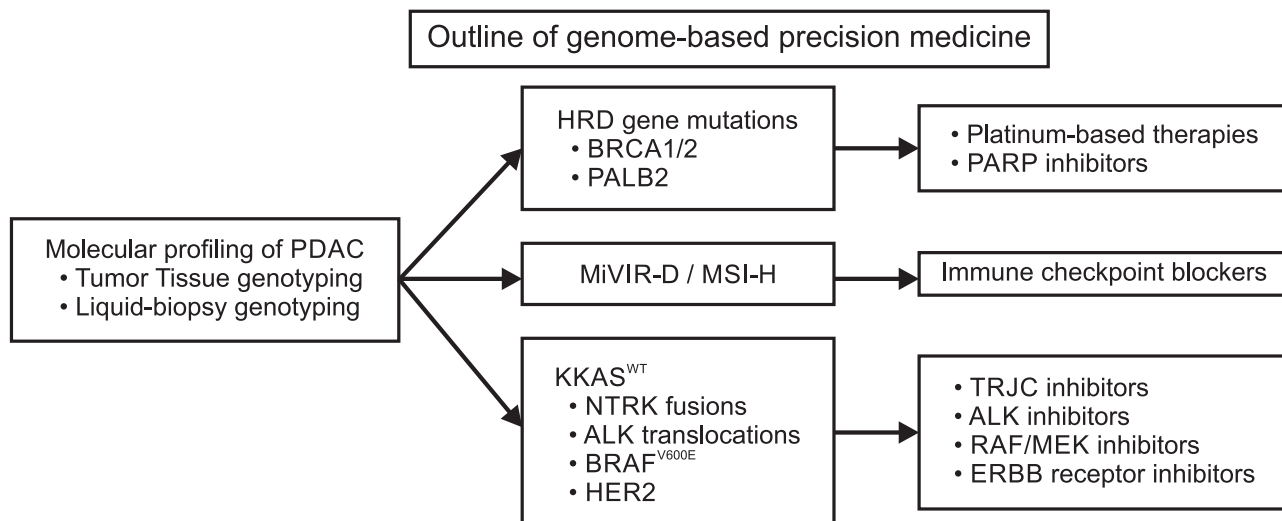 Outline of genome-based precision medicine
Molecular profiling of PDAC
• Tumor Tissue genotyping
• Liquid-biopsy genotyping
HRD gene mutations
• BRCA1/2
• PALB2
• Platinum-based therapies
• PARP inhibitors
MiVIR-D / MSI-H
Immune checkpoint blockers
KKAS^WT
• NTRK fusions
• ALK translocations
• BRAF^V600E
• HER2
• TRJC inhibitors
• ALK inhibitors
• RAF/MEK inhibitors
• ERBB receptor inhibitors